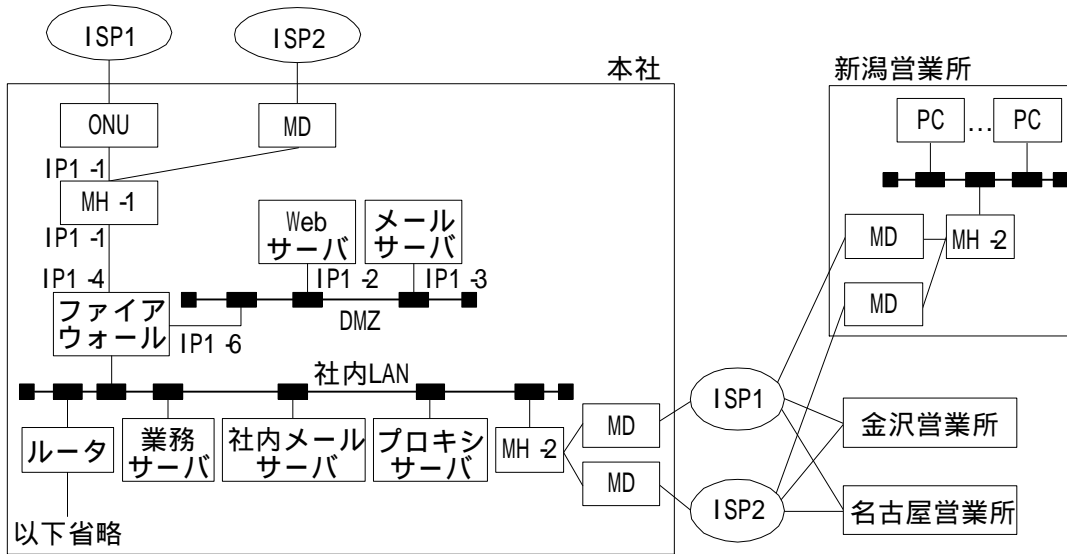 ISP1
ISP2
本社
新潟営業所
ONU
MD
PC
...
PC
IP1-1
MH-1
IP1-1
Web
サーバ
メール
サーバ
MD
MH-2
IP1-4
IP1-2
IP1-3
ファイア
ウォール
DMZ
MD
IP1-6
社内LAN
ISP1
ルータ
業務
サーバ
社内メール
サーバ
プロキシ
サーバ
MH-2
MD
金沢営業所
MD
ISP2
名古屋営業所
以下省略